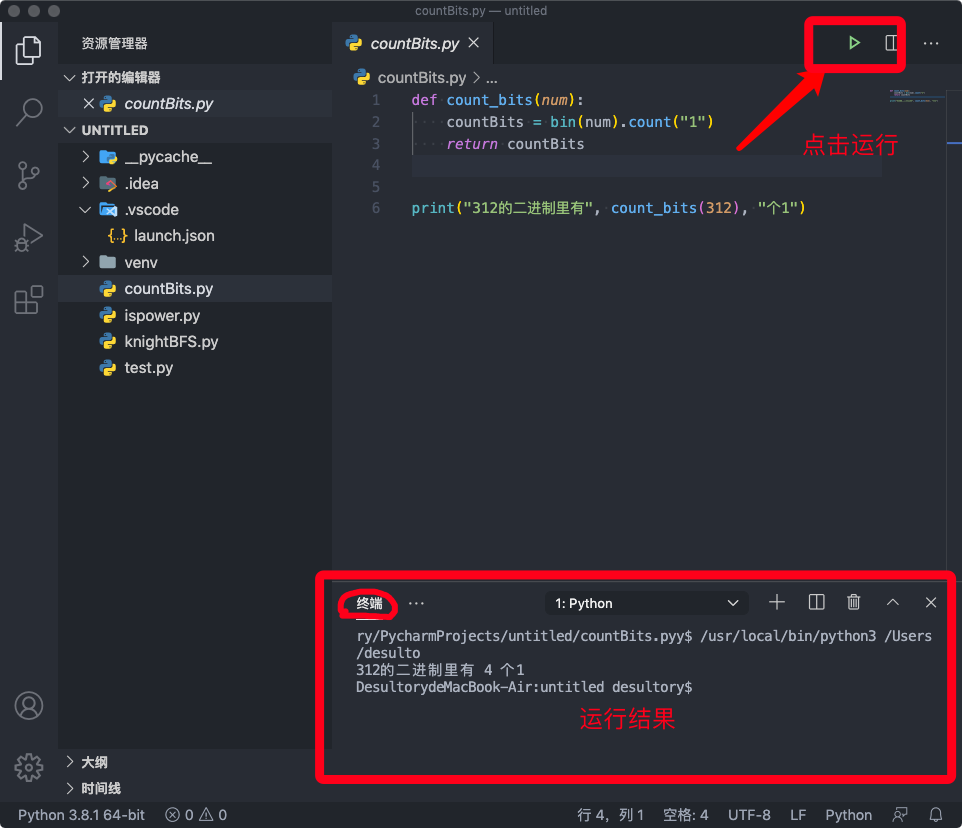 countBits.py — untitled
资源管理器
打开的编辑器
countBits.py
UNTITLED
__pycache__
.idea
.vscode
{..} launch.json
venv
countBits.py
ispower.py
knightBFS.py
test.py
大纲
时间线
countBits.py
countBits.py > ...
1 def count_bits(num):
2 ····countBits = bin(num).count("1")
3 ····return countBits
4
5
6 print("312的二进制里有", count_bits(312), "个1")
点击运行
终端 ··· 1: Python
ry/PycharmProjects/untitled/countBits.pyy$ /usr/local/bin/python3 /Users
/desulto
312的二进制里有 4 个1
DesultorydeMacBook-Air:untitled desultory$
运行结果
Python 3.8.1 64-bit 0 0 行 4，列 1 空格: 4 UTF-8 LF Python